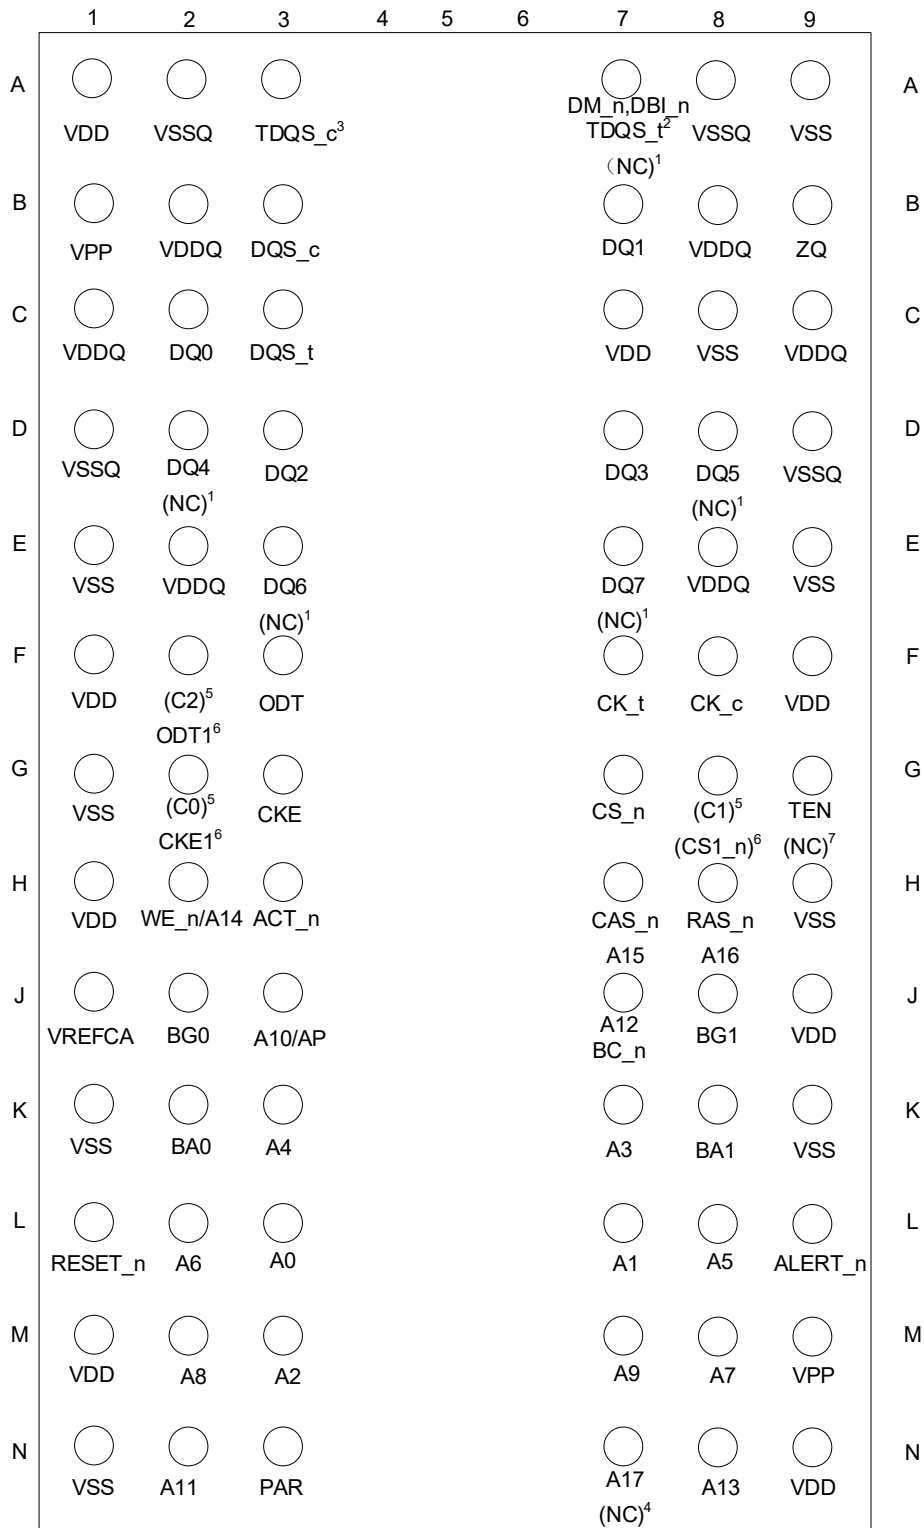 1 2 3 4 5 6 7 8 9
A A
DM_n,DBI_n
VDD VSSQ TDQS_c³ TDQS_t² VSSQ VSS
（NC)¹
B B
VPP VDDQ DQS_c DQ1 VDDQ ZQ
C C
VDDQ DQ0 DQS_t VDD VSS VDDQ
D D
VSSQ DQ4 DQ2 DQ3 DQ5 VSSQ
(NC)¹ (NC)¹
E E
VSS VDDQ DQ6 DQ7 VDDQ VSS
(NC)¹ (NC)¹
F F
VDD (C2)⁵ ODT CK_t CK_c VDD
ODT1⁶
G G
VSS (C0)⁵ CKE CS_n (C1)⁵ TEN
CKE1⁶ (CS1_n)⁶ (NC)⁷
H H
VDD WE_n/A14 ACT_n CAS_n RAS_n VSS
A15 A16
J J
VREFCA BG0 A10/AP A12 BG1 VDD
BC_n
K K
VSS BA0 A4 A3 BA1 VSS
L L
RESET_n A6 A0 A1 A5 ALERT_n
M M
VDD A8 A2 A9 A7 VPP
N N
VSS A11 PAR A17 A13 VDD
(NC)⁴